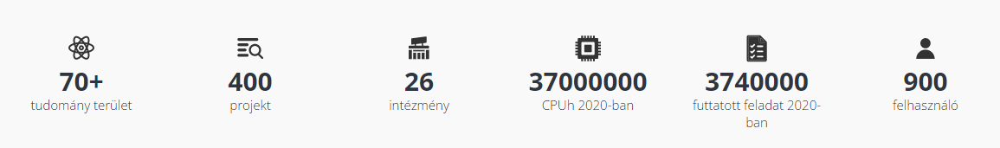 70+
tudomány terület
400
projekt
26
intézmény
37000000
CPUh 2020-ban
3740000
futtatott feladat 2020-
ban
900
felhasználó